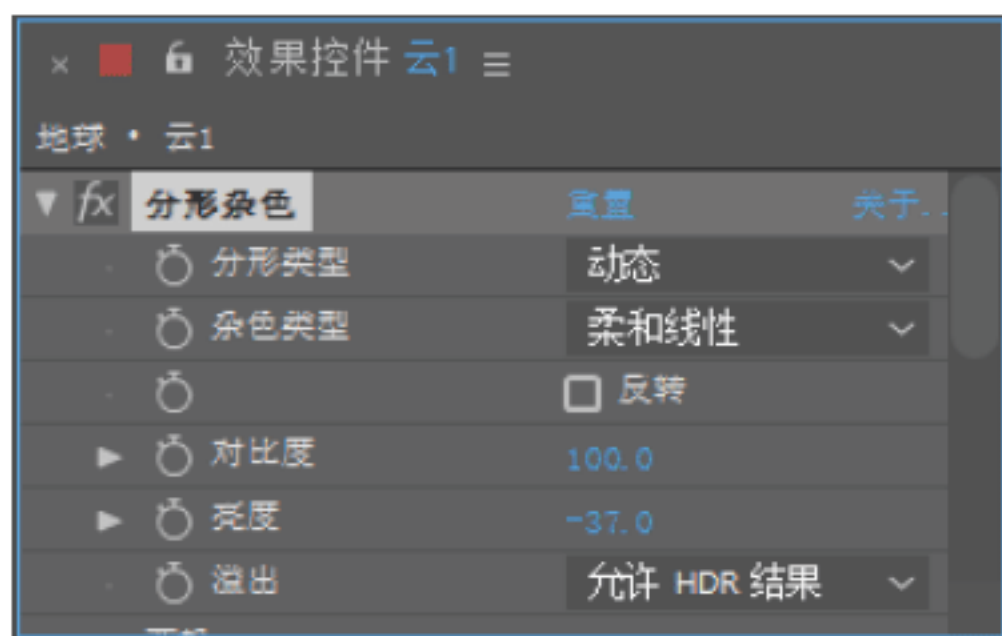 效果控件 云1
地球 • 云1
fx 分形杂色 重置 关于...
分形类型 动态
杂色类型 柔和线性
反转
对比度 100.0
亮度 -37.0
溢出 允许 HDR 结果